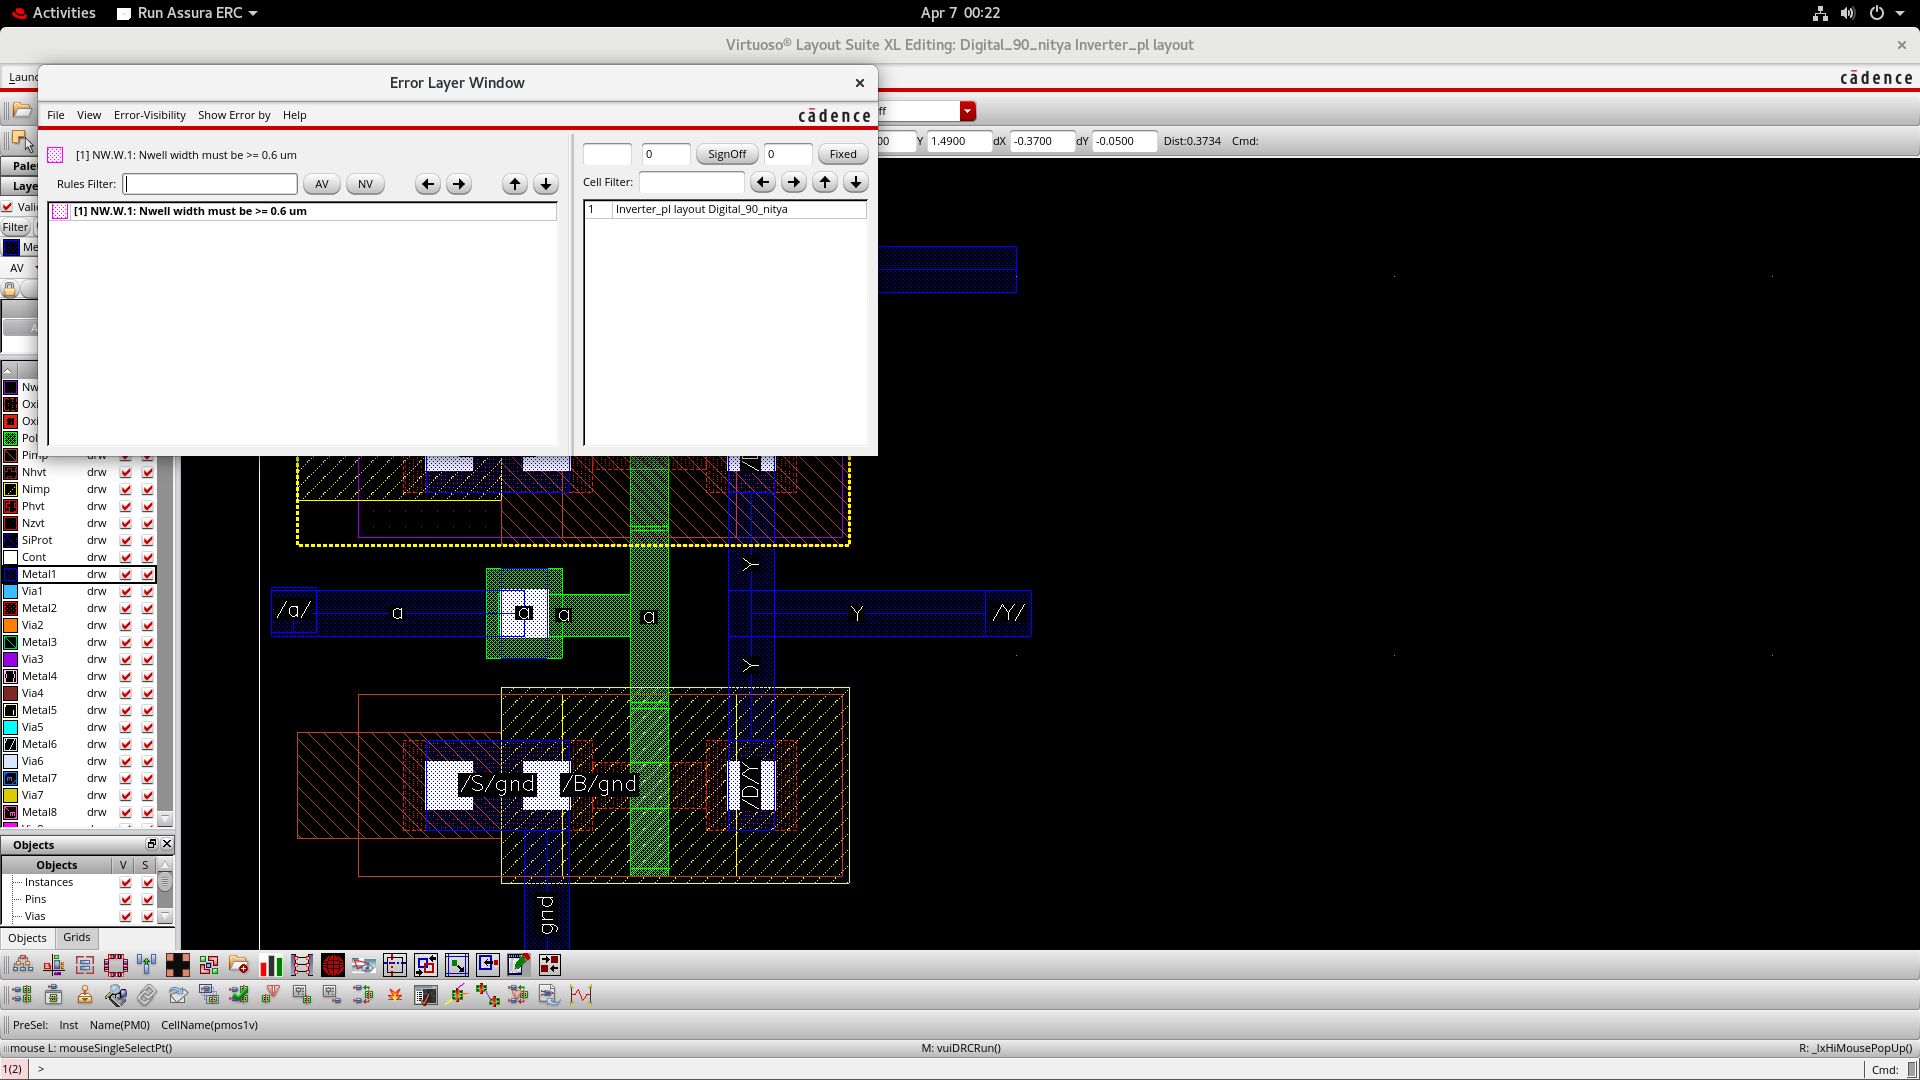 Activities
Run Assura ERC
Apr 7 00:22
Virtuoso® Layout Suite XL Editing: Digital_90_nitya Inverter_pl layout
Launc
cādence
Error Layer Window
File View Error-Visibility Show Error by Help
cādence
ff
[1] NW.W.1: Nwell width must be >= 0.6 um
0 SignOff 0 Fixed
00 Y 1.4900 dX -0.3700 dY -0.0500 Dist:0.3734 Cmd:
Rules Filter: AV NV
Cell Filter:
[1] NW.W.1: Nwell width must be >= 0.6 um
1 Inverter_pl layout Digital_90_nitya
Pale
Laye
Valid
Filter
Me
AV
A
Nw
Oxi
Oxi
Pol
Pimp drw
Nhvt drw
Nimp drw
Phvt drw
Nzvt drw
SiProt drw
Cont drw
Metal1 drw
Via1 drw
Metal2 drw
Via2 drw
Metal3 drw
Via3 drw
Metal4 drw
Via4 drw
Metal5 drw
Via5 drw
Metal6 drw
Via6 drw
Metal7 drw
Via7 drw
Metal8 drw
Y
/a/ a a a a Y /Y/
Y
/S/gnd /B/gnd /D/Y
gnd
Objects
Objects V S
Instances
Pins
Vias
Objects Grids
PreSel: Inst Name(PM0) CellName(pmos1v)
mouse L: mouseSingleSelectPt() M: vuiDRCRun() R: _lxHiMousePopUp()
1(2) > Cmd: